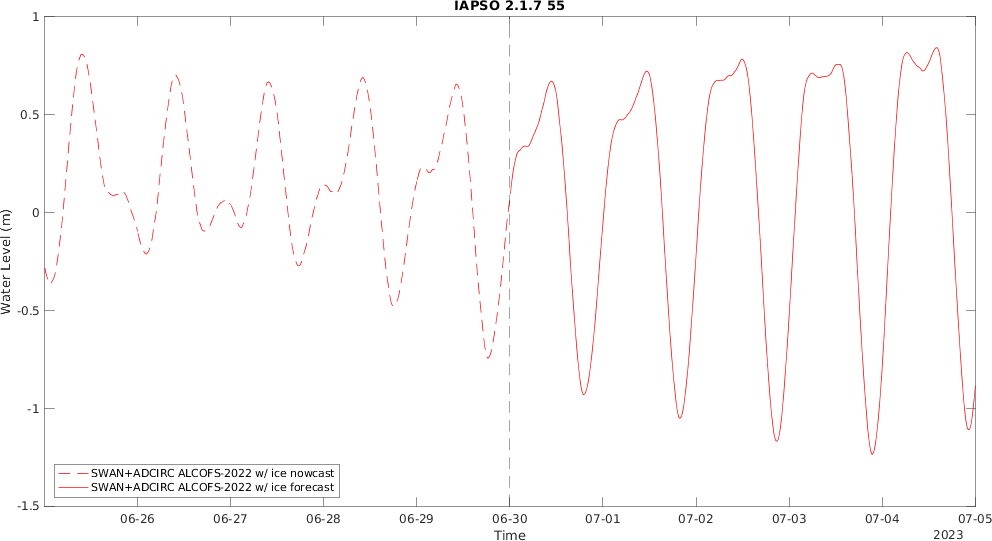 IAPSO 2.1.7 55
Water Level (m)
1
0.5
0
-0.5
-1
-1.5
SWAN+ADCIRC ALCOFS-2022 w/ ice nowcast
SWAN+ADCIRC ALCOFS-2022 w/ ice forecast
06-26 06-27 06-28 06-29 06-30 07-01 07-02 07-03 07-04 07-05
Time
2023